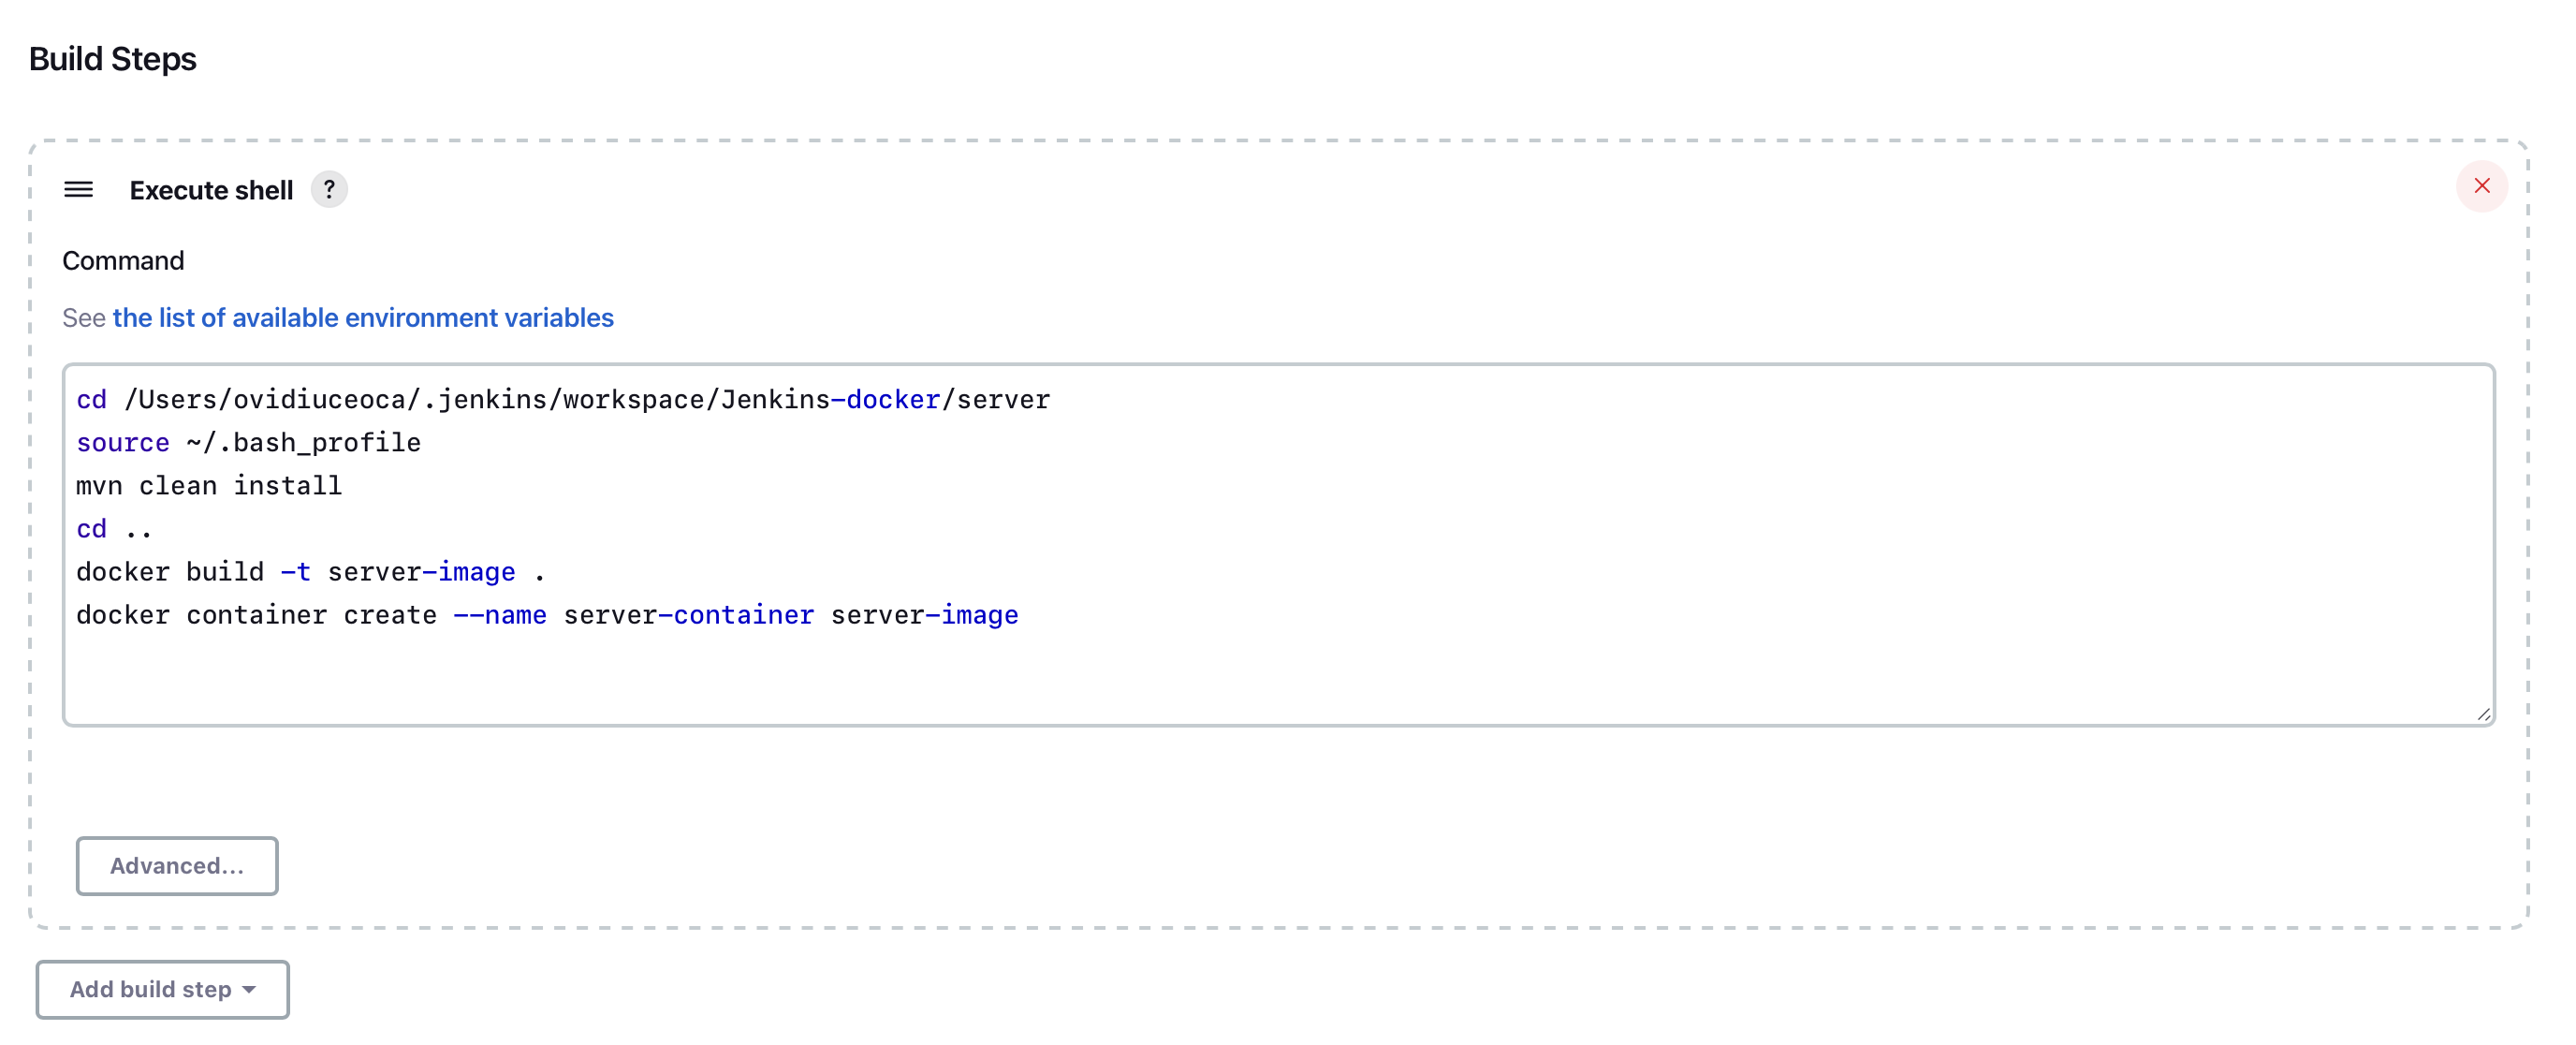 Build Steps
Execute shell ?
Command
See the list of available environment variables
cd /Users/ovidiuceoca/.jenkins/workspace/Jenkins-docker/server
source ~/.bash_profile
mvn clean install
cd ..
docker build -t server-image .
docker container create --name server-container server-image
Advanced...
Add build step